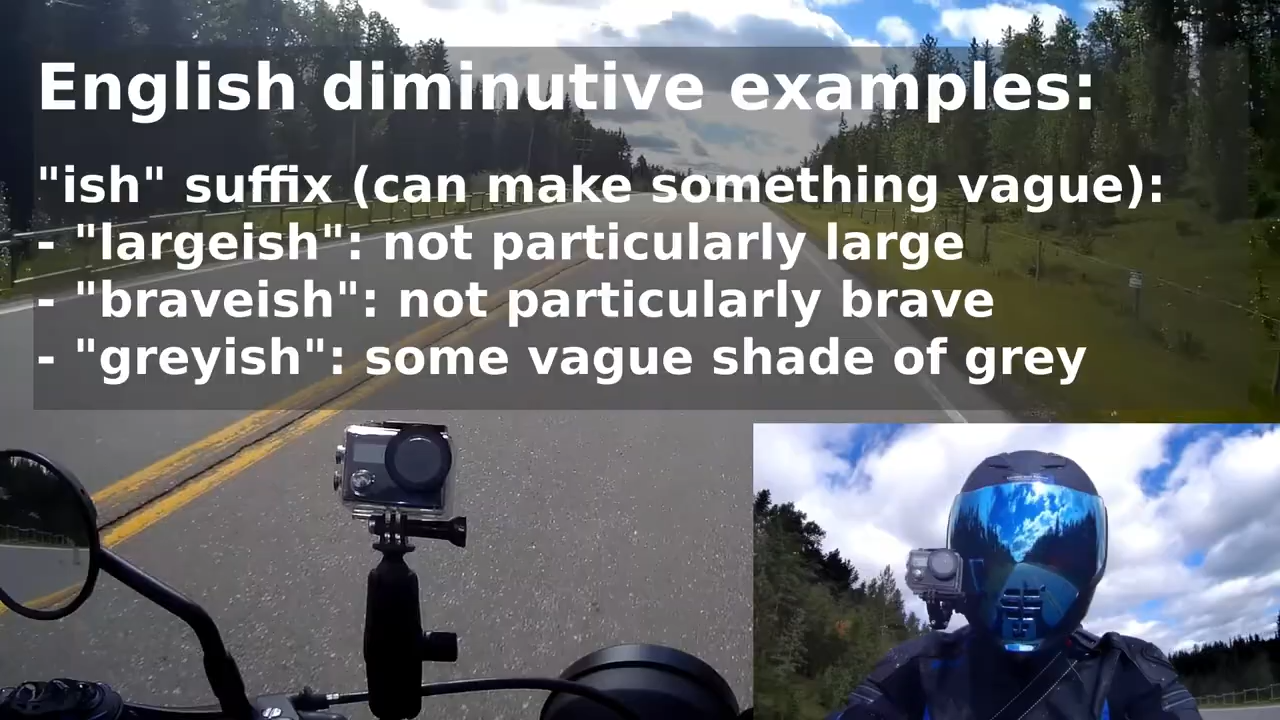 English diminutive examples:
"ish" suffix (can make something vague):
- "largeish": not particularly large
- "braveish": not particularly brave
- "greyish": some vague shade of grey